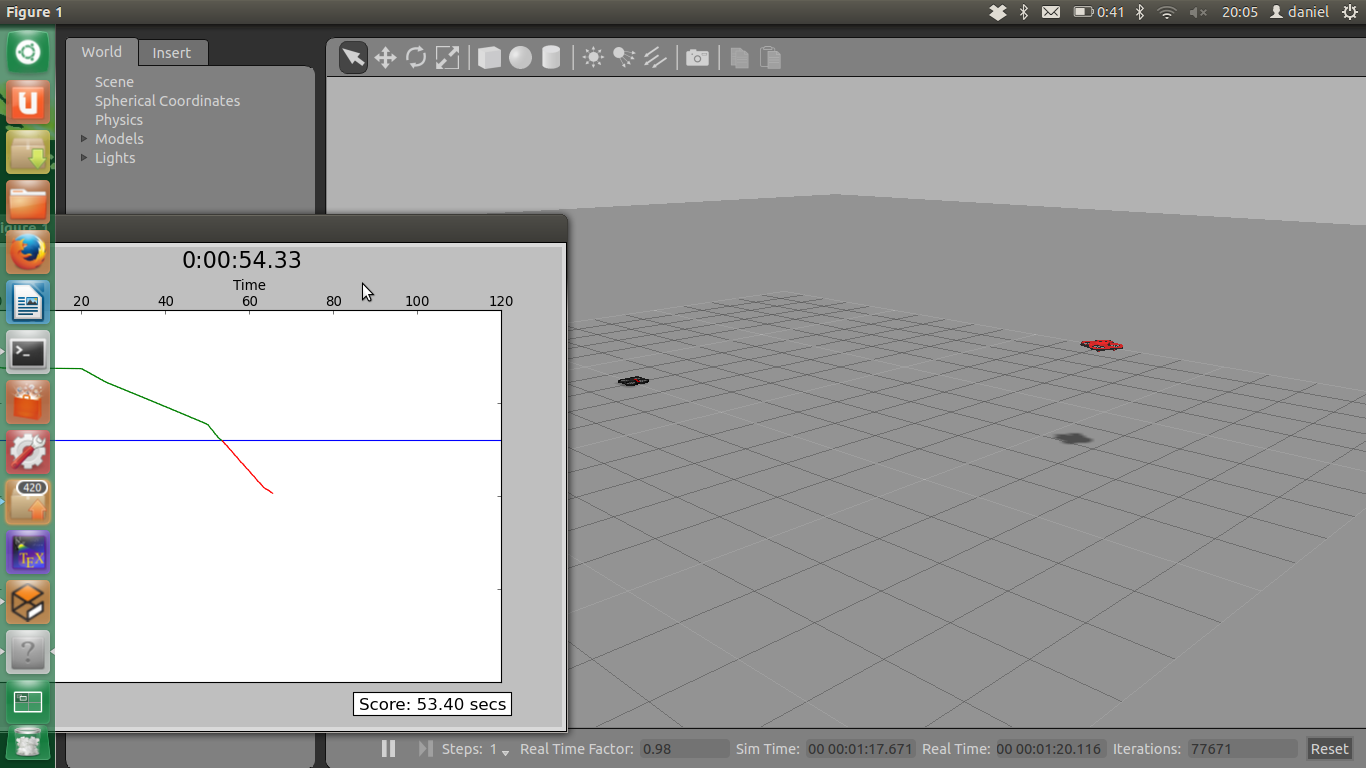 Figure 1
0:41
20:05
daniel
World
Insert
Scene
Spherical Coordinates
Physics
Models
Lights
0:00:54.33
Time
20 40 60 80 100 120
420
TEX
Score: 53.40 secs
Steps: 1
Real Time Factor: 0.98
Sim Time: 00 00:01:17.671
Real Time: 00 00:01:20.116
Iterations: 77671
Reset